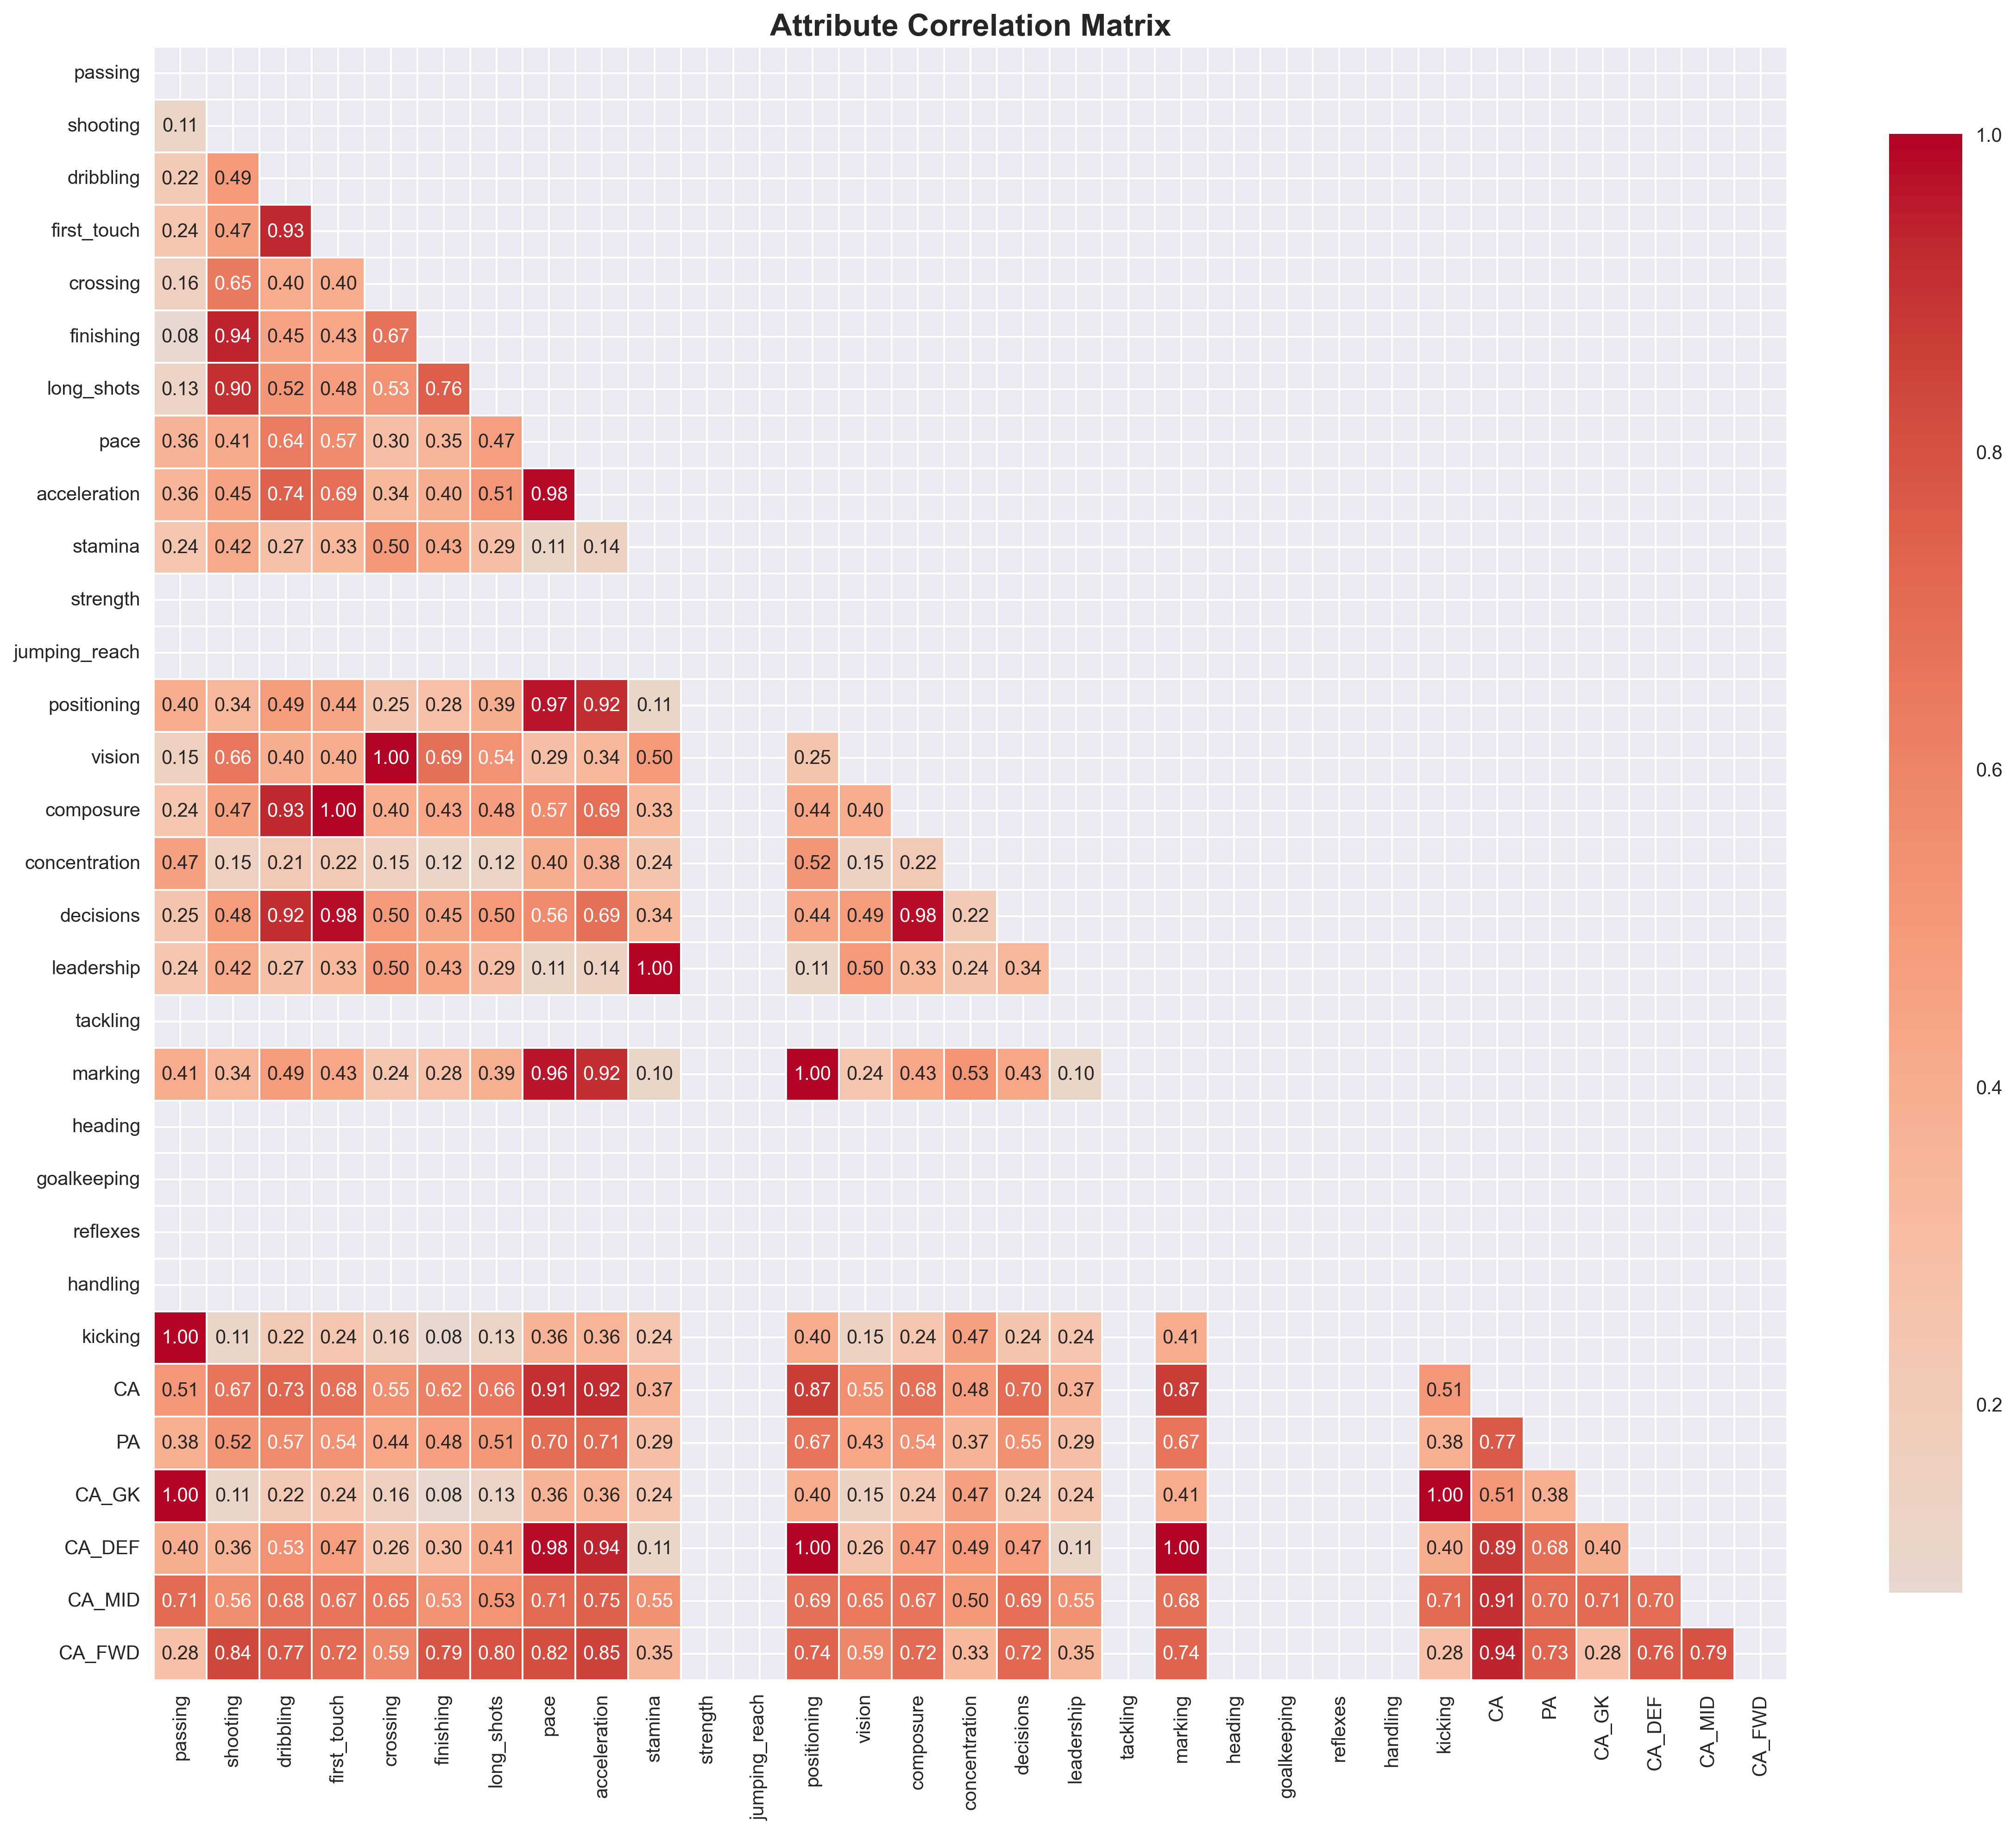 Attribute Correlation Matrix
passing
shooting 0.11
dribbling 0.22 0.49
first_touch 0.24 0.47 0.93
crossing 0.16 0.65 0.40 0.40
finishing 0.08 0.94 0.45 0.43 0.67
long_shots 0.13 0.90 0.52 0.48 0.53 0.76
pace 0.36 0.41 0.64 0.57 0.30 0.35 0.47
acceleration 0.36 0.45 0.74 0.69 0.34 0.40 0.51 0.98
stamina 0.24 0.42 0.27 0.33 0.50 0.43 0.29 0.11 0.14
strength
jumping_reach
positioning 0.40 0.34 0.49 0.44 0.25 0.28 0.39 0.97 0.92 0.11
vision 0.15 0.66 0.40 0.40 1.00 0.69 0.54 0.29 0.34 0.50 0.25
composure 0.24 0.47 0.93 1.00 0.40 0.43 0.48 0.57 0.69 0.33 0.44 0.40
concentration 0.47 0.15 0.21 0.22 0.15 0.12 0.12 0.40 0.38 0.24 0.52 0.15 0.22
decisions 0.25 0.48 0.92 0.98 0.50 0.45 0.50 0.56 0.69 0.34 0.44 0.49 0.98 0.22
leadership 0.24 0.42 0.27 0.33 0.50 0.43 0.29 0.11 0.14 1.00 0.11 0.50 0.33 0.24 0.34
tackling
marking 0.41 0.34 0.49 0.43 0.24 0.28 0.39 0.96 0.92 0.10 1.00 0.24 0.43 0.53 0.43 0.10
heading
goalkeeping
reflexes
handling
kicking 1.00 0.11 0.22 0.24 0.16 0.08 0.13 0.36 0.36 0.24 0.40 0.15 0.24 0.47 0.24 0.24 0.41
CA 0.51 0.67 0.73 0.68 0.55 0.62 0.66 0.91 0.92 0.37 0.87 0.55 0.68 0.48 0.70 0.37 0.87 0.51
PA 0.38 0.52 0.57 0.54 0.44 0.48 0.51 0.70 0.71 0.29 0.67 0.43 0.54 0.37 0.55 0.29 0.67 0.38 0.77
CA_GK 1.00 0.11 0.22 0.24 0.16 0.08 0.13 0.36 0.36 0.24 0.40 0.15 0.24 0.47 0.24 0.24 0.41 1.00 0.51 0.38
CA_DEF 0.40 0.36 0.53 0.47 0.26 0.30 0.41 0.98 0.94 0.11 1.00 0.26 0.47 0.49 0.47 0.11 1.00 0.40 0.89 0.68 0.40
CA_MID 0.71 0.56 0.68 0.67 0.65 0.53 0.53 0.71 0.75 0.55 0.69 0.65 0.67 0.50 0.69 0.55 0.68 0.71 0.91 0.70 0.71 0.70
CA_FWD 0.28 0.84 0.77 0.72 0.59 0.79 0.80 0.82 0.85 0.35 0.74 0.59 0.72 0.33 0.72 0.35 0.74 0.28 0.94 0.73 0.28 0.76 0.79
passing
shooting
dribbling
first_touch
crossing
finishing
long_shots
pace
acceleration
stamina
strength
jumping_reach
positioning
vision
composure
concentration
decisions
leadership
tackling
marking
heading
goalkeeping
reflexes
handling
kicking
CA
PA
CA_GK
CA_DEF
CA_MID
CA_FWD
1.0
0.8
0.6
0.4
0.2